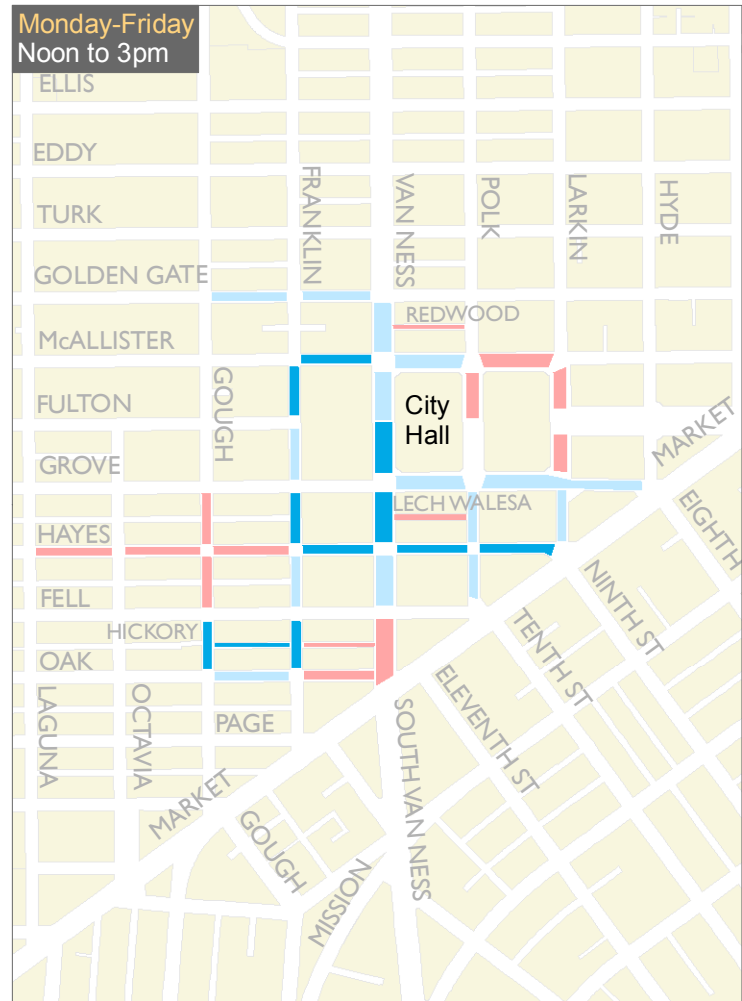 Monday-Friday
Noon to 3pm
ELLIS
EDDY
TURK
GOLDEN GATE
McALLISTER
FULTON
GROVE
HAYES
FELL
HICKORY
OAK
PAGE
LAGUNA
OCTAVIA
GOUGH
FRANKLIN
VAN NESS
POLK
LARKIN
HYDE
REDWOOD
City
Hall
LECH WALESA
MARKET
EIGHTH
NINTH ST
TENTH ST
ELEVENTH ST
SOUTH VAN NESS
MARKET
GOUGH
MISSION